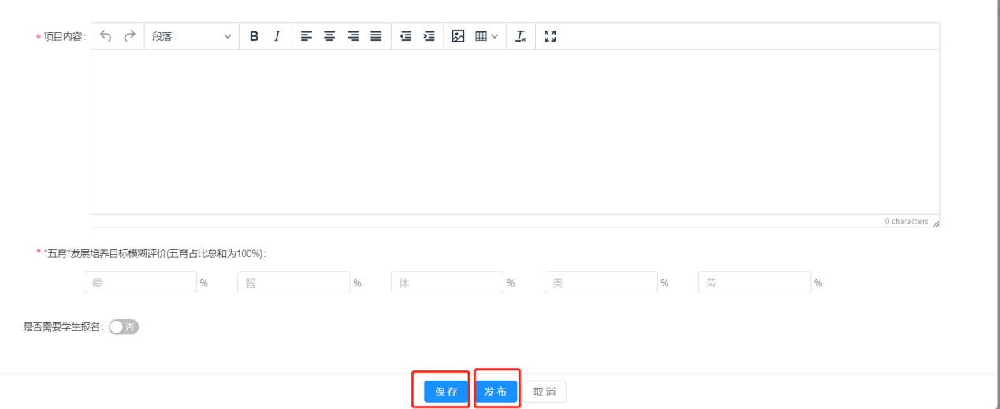 * 项目内容: 段落 B I
0 characters
* "五育"发展培养目标模糊评价(五育占比总和为100%):
德 % 智 % 体 % 美 % 劳 %
是否需要学生报名: 否
保存 发布 取消